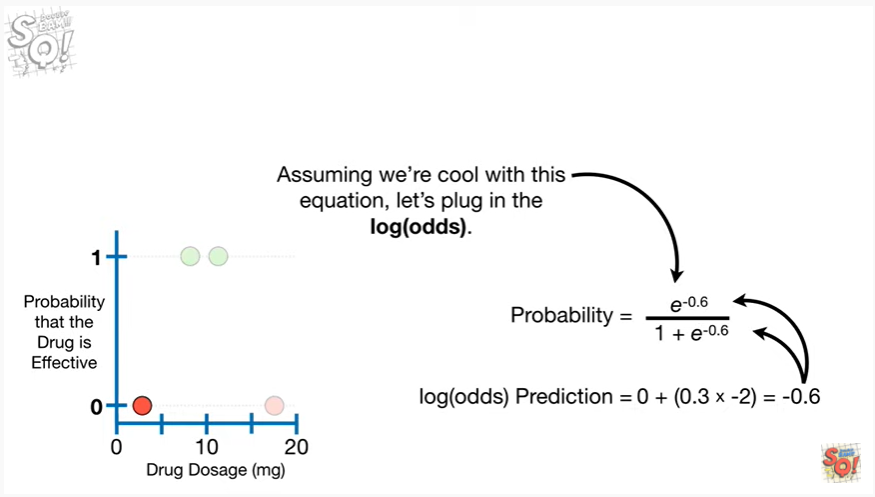 Assuming we're cool with this
equation, let's plug in the
log(odds).
1
Probability
that the
Drug is
Effective
0
0
10
20
Drug Dosage (mg)
Probability = e^-0.6 / 1 + e^-0.6
log(odds) Prediction = 0 + (0.3 × -2) = -0.6
SQ!